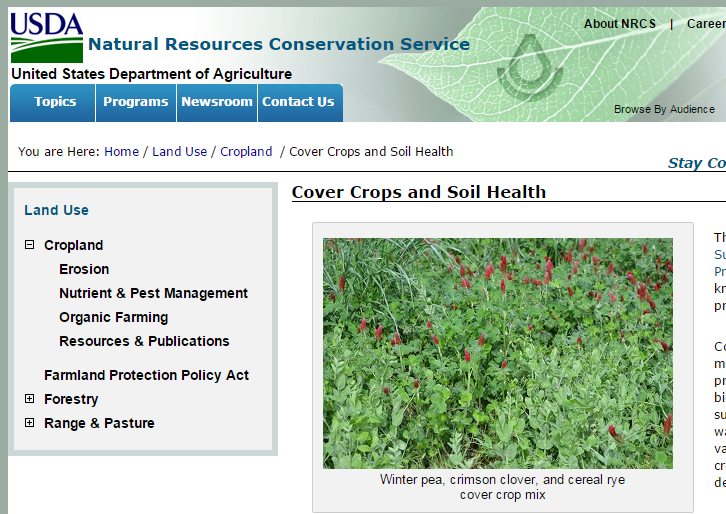 USDA
Natural Resources Conservation Service
United States Department of Agriculture
About NRCS | Career
Topics Programs Newsroom Contact Us
Browse By Audience
You are Here: Home / Land Use / Cropland / Cover Crops and Soil Health
Stay Co
Land Use
Cropland
Erosion
Nutrient & Pest Management
Organic Farming
Resources & Publications
Farmland Protection Policy Act
Forestry
Range & Pasture
Cover Crops and Soil Health
Winter pea, crimson clover, and cereal rye
cover crop mix
Th
Su
Pr
kn
pr
Co
m
pr
bi
su
wa
va
cr
de